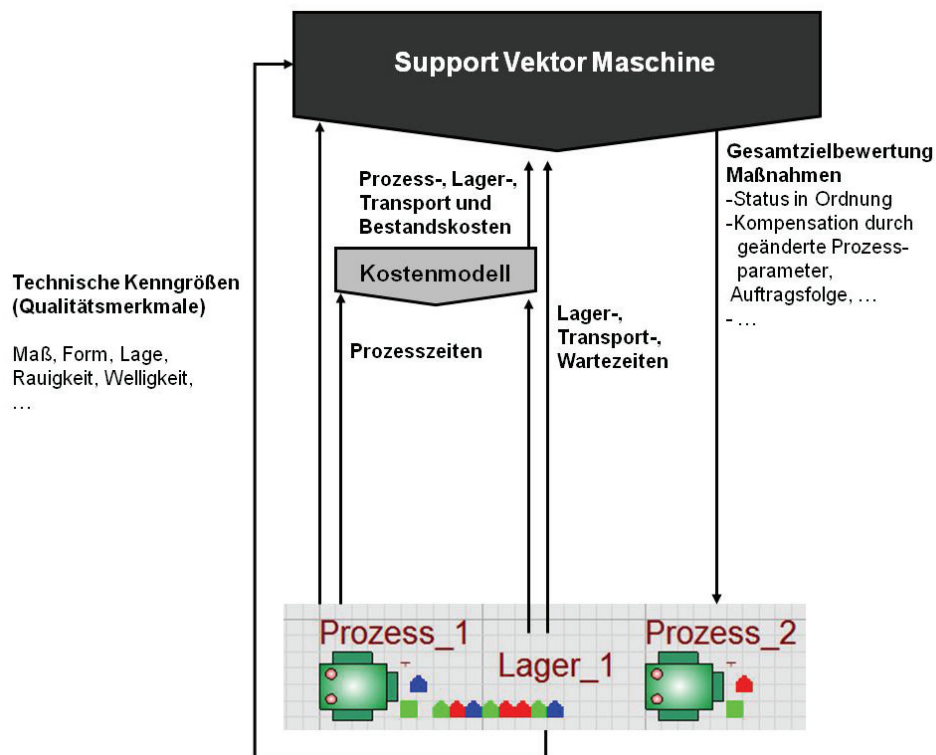 Support Vektor Maschine
Gesamtzielbewertung
Maßnahmen
-Status in Ordnung
-Kompensation durch
geänderte Prozess-
parameter,
Auftragsfolge, ...
- ...
Prozess-, Lager-,
Transport und
Bestandskosten
Kostenmodell
Technische Kenngrößen
(Qualitätsmerkmale)
Maß, Form, Lage,
Rauigkeit, Welligkeit,
...
Prozesszeiten
Lager-,
Transport-,
Wartezeiten
Prozess_1
Lager_1
Prozess_2